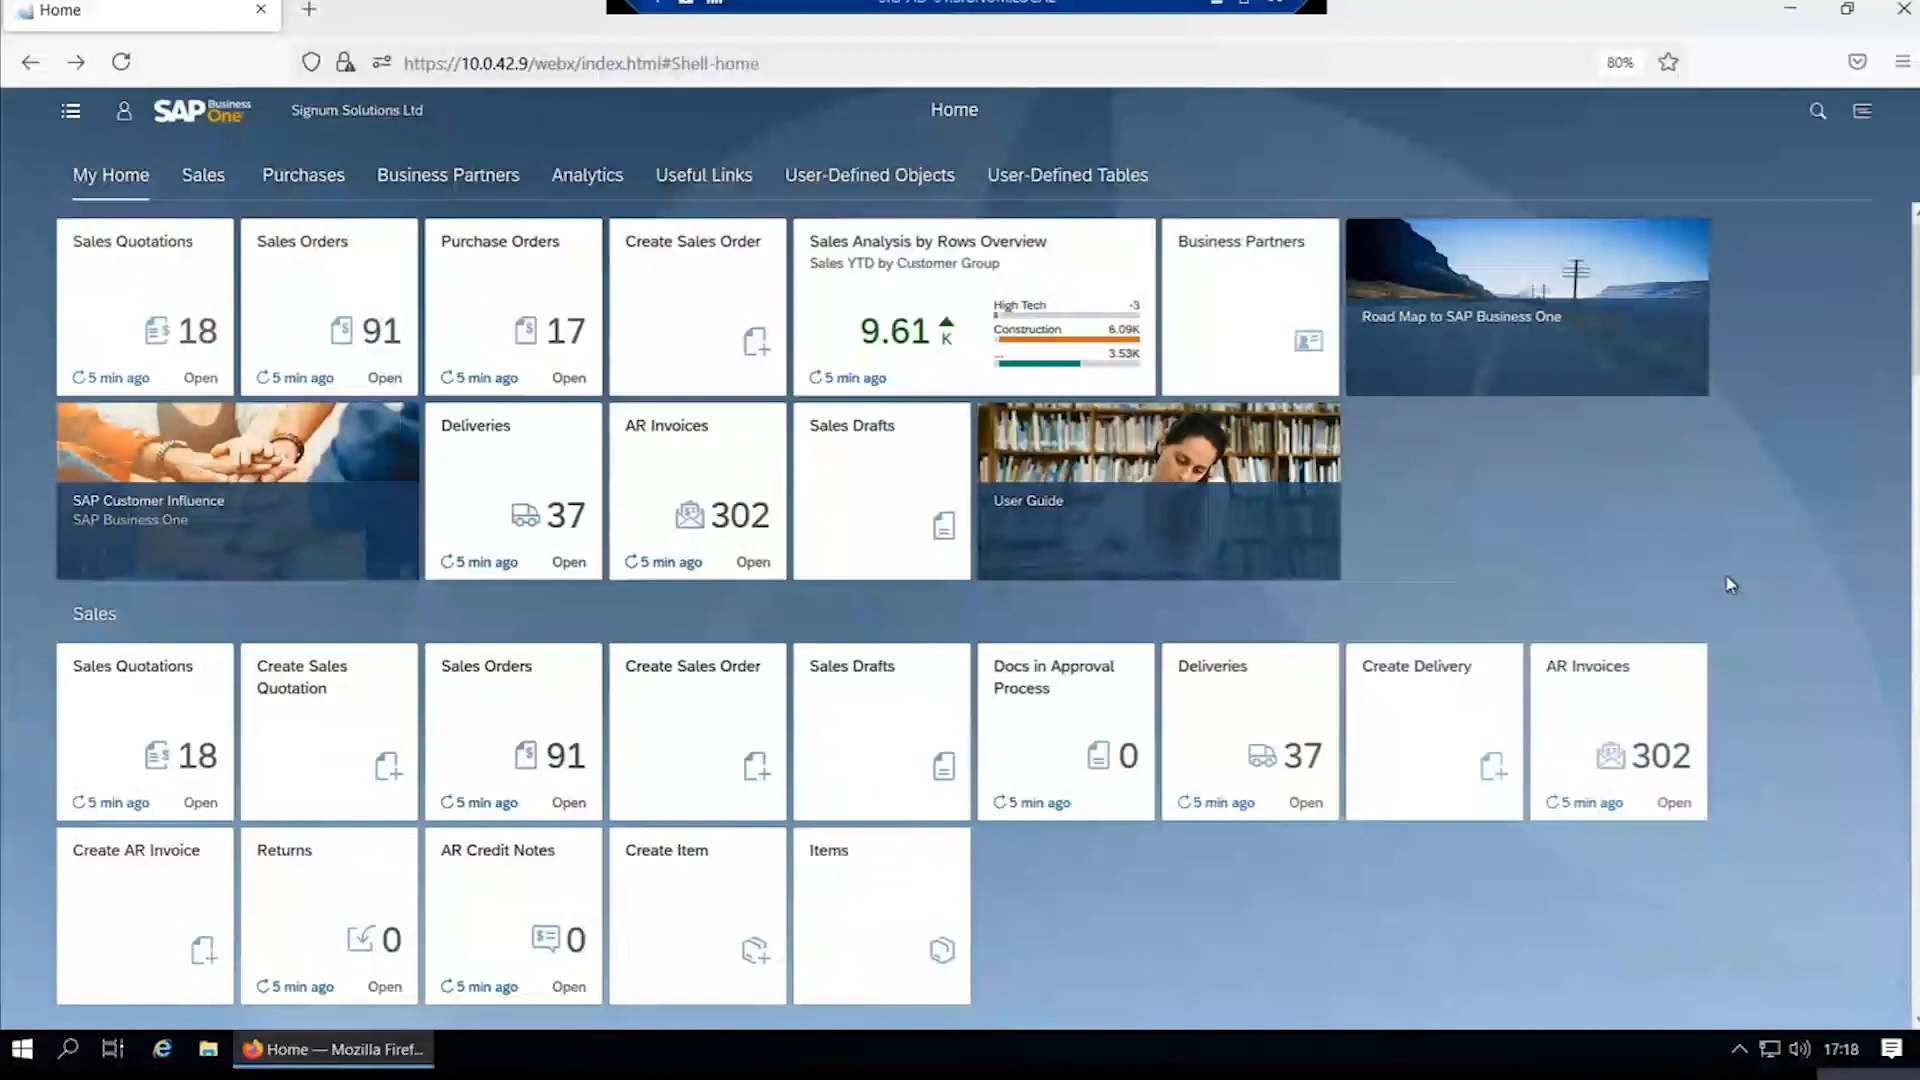 Home
https://10.0.42.9/webx/index.html#Shell-home
80%
SAP Business One
Signum Solutions Ltd
Home
My Home
Sales
Purchases
Business Partners
Analytics
Useful Links
User-Defined Objects
User-Defined Tables
Sales Quotations
18
5 min ago
Open
Sales Orders
91
5 min ago
Open
Purchase Orders
17
5 min ago
Open
Create Sales Order
Sales Analysis by Rows Overview
Sales YTD by Customer Group
9.61
K
High Tech
-3
Construction
6.09K
...
3.53K
5 min ago
Business Partners
Road Map to SAP Business One
SAP Customer Influence
SAP Business One
Deliveries
37
5 min ago
Open
AR Invoices
302
5 min ago
Open
Sales Drafts
User Guide
Sales
Sales Quotations
18
5 min ago
Open
Create Sales
Quotation
Sales Orders
91
5 min ago
Open
Create Sales Order
Sales Drafts
Docs in Approval
Process
0
5 min ago
Deliveries
37
5 min ago
Open
Create Delivery
AR Invoices
302
5 min ago
Open
Create AR Invoice
Returns
0
5 min ago
Open
AR Credit Notes
0
5 min ago
Open
Create Item
Items
Home — Mozilla Firef...
17:18